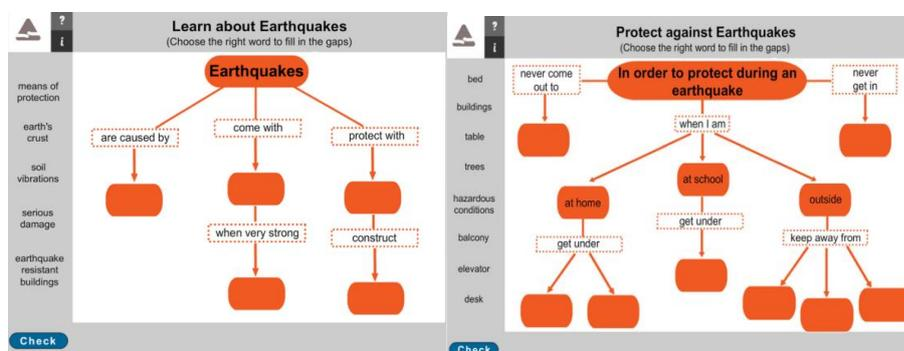 ?
i
Learn about Earthquakes
(Choose the right word to fill in the gaps)
means of
protection
earth's
crust
soil
vibrations
serious
damage
earthquake
resistant
buildings
Check
Earthquakes
are caused by
come with
protect with
when very strong
construct
?
i
Protect against Earthquakes
(Choose the right word to fill in the gaps)
bed
buildings
table
trees
hazardous
conditions
balcony
elevator
desk
Check
never come
out to
In order to protect during an
earthquake
never
get in
when I am
at home
at school
outside
get under
get under
keep away from